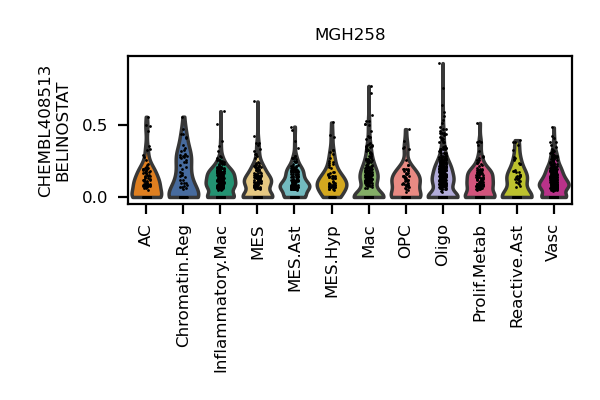 MGH258
CHEMBL408513
BELINOSTAT
0.5
0.0
AC
Chromatin.Reg
Inflammatory.Mac
MES
MES.Ast
MES.Hyp
Mac
OPC
Oligo
Prolif.Metab
Reactive.Ast
Vasc